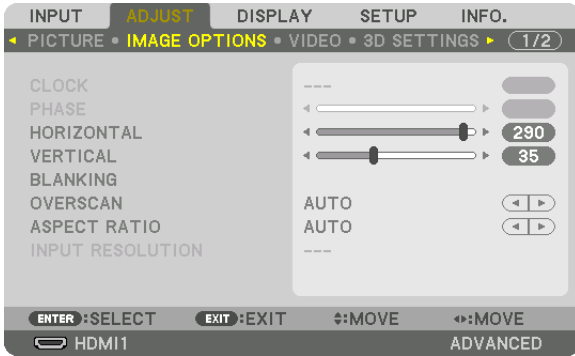 INPUT ADJUST DISPLAY SETUP INFO.
PICTURE • IMAGE OPTIONS • VIDEO • 3D SETTINGS 1/2
CLOCK ---
PHASE
HORIZONTAL 290
VERTICAL 35
BLANKING
OVERSCAN AUTO
ASPECT RATIO AUTO
INPUT RESOLUTION ---
ENTER :SELECT EXIT :EXIT :MOVE :MOVE
HDMI1 ADVANCED